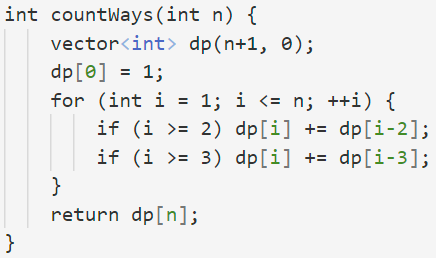 int countWays(int n) {
    vector<int> dp(n+1, 0);
    dp[0] = 1;
    for (int i = 1; i <= n; ++i) {
        if (i >= 2) dp[i] += dp[i-2];
        if (i >= 3) dp[i] += dp[i-3];
    }
    return dp[n];
}